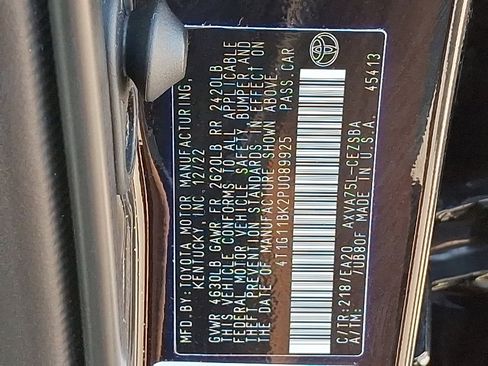 MFD.BY:TOYOTA MOTOR MANUFACTURING,
KENTUCKY, INC. 12/22
GVWR 4630LB GAWR FR 2620LB RR 2420LB
THIS VEHICLE CONFORMS TO ALL APPLICABLE
FEDERAL MOTOR VEHICLE SAFETY, BUMPER, AND
THEFT PREVENTION STANDARDS IN EFFECT ON
THE DATE OF MANUFACTURE SHOWN ABOVE.
4T1G11BK2PU089925 PASS.CAR
C/TR: 218/EA20 AXVA75L-CEZSBA
A/TM: /UB80F MADE IN U.S.A. 45413